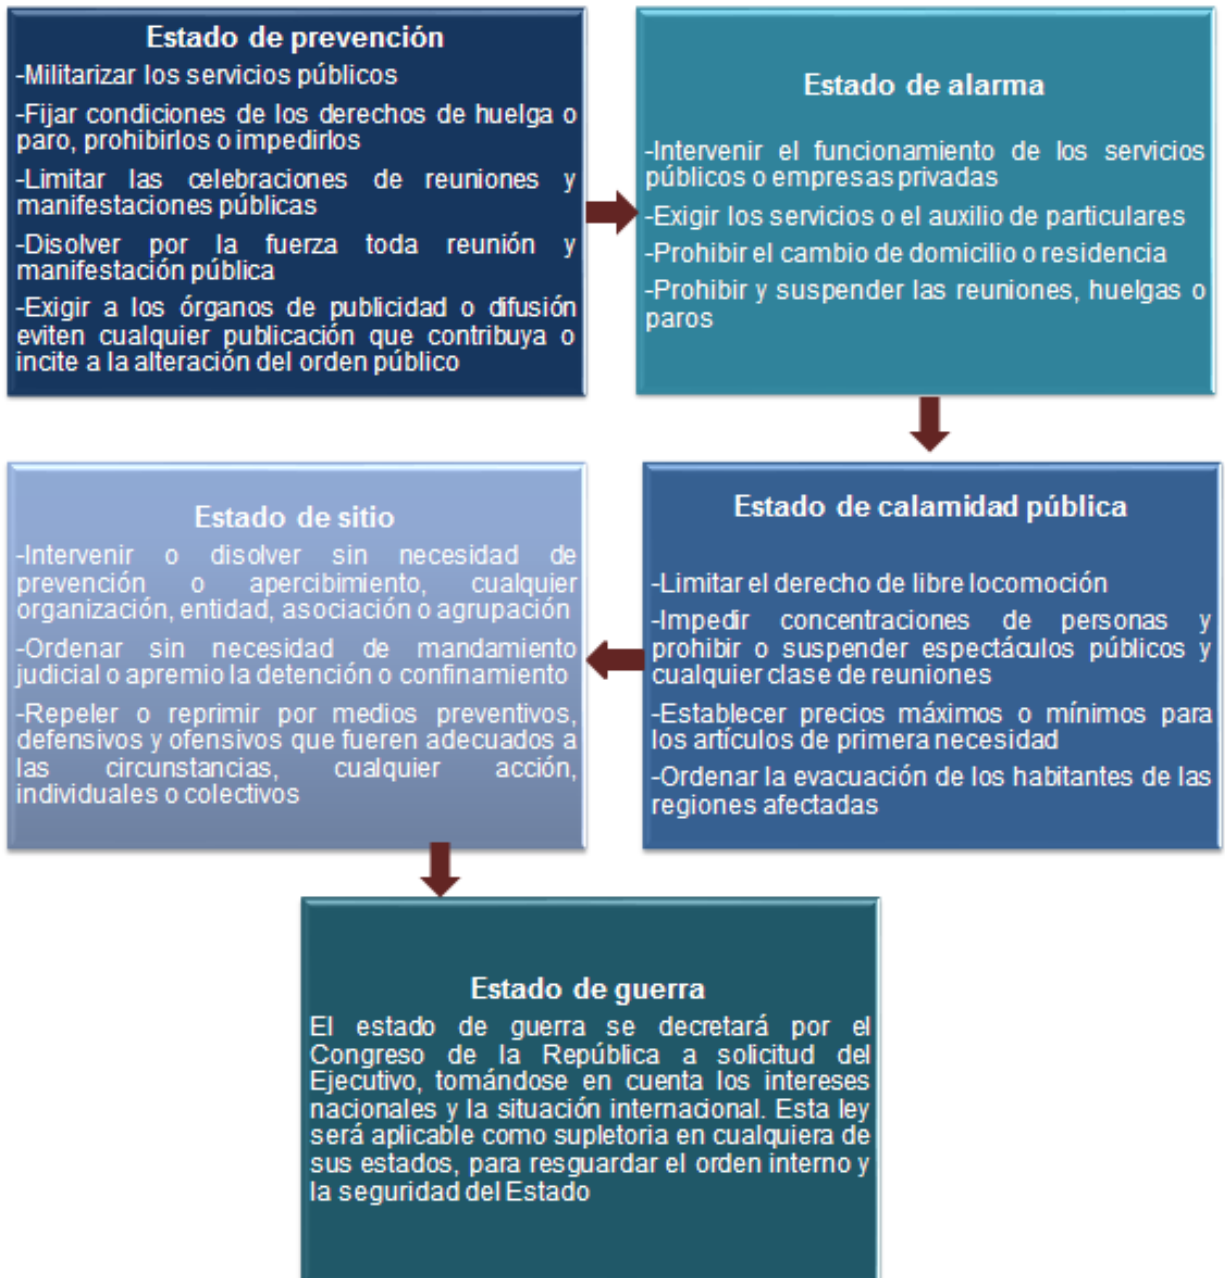 Estado de prevención
-Militarizar los servicios públicos
-Fijar condiciones de los derechos de huelga o
paro, prohibirlos o impedirlos
-Limitar las celebraciones de reuniones y
manifestaciones públicas
-Disolver por la fuerza toda reunión y
manifestación pública
-Exigir a los órganos de publicidad o difusión
eviten cualquier publicación que contribuya o
incite a la alteración del orden público
Estado de alarma
-Intervenir el funcionamiento de los servicios
públicos o empresas privadas
-Exigir los servicios o el auxilio de particulares
-Prohibir el cambio de domicilio o residencia
-Prohibir y suspender las reuniones, huelgas o
paros
Estado de calamidad pública
-Limitar el derecho de libre locomoción
-Impedir concentraciones de personas y
prohibir o suspender espectáculos públicos y
cualquier clase de reuniones
-Establecer precios máximos o mínimos para
los artículos de primera necesidad
-Ordenar la evacuación de los habitantes de las
regiones afectadas
Estado de sitio
-Intervenir o disolver sin necesidad de
prevención o apercibimiento, cualquier
organización, entidad, asociación o agrupación
-Ordenar sin necesidad de mandamiento
judicial o apremio la detención o confinamiento
-Repeler o reprimir por medios preventivos,
defensivos y ofensivos que fueren adecuados a
las circunstancias, cualquier acción,
individuales o colectivos
Estado de guerra
El estado de guerra se decretará por el
Congreso de la República a solicitud del
Ejecutivo, tomándose en cuenta los intereses
nacionales y la situación internacional. Esta ley
será aplicable como supletoria en cualquiera de
sus estados, para resguardar el orden interno y
la seguridad del Estado